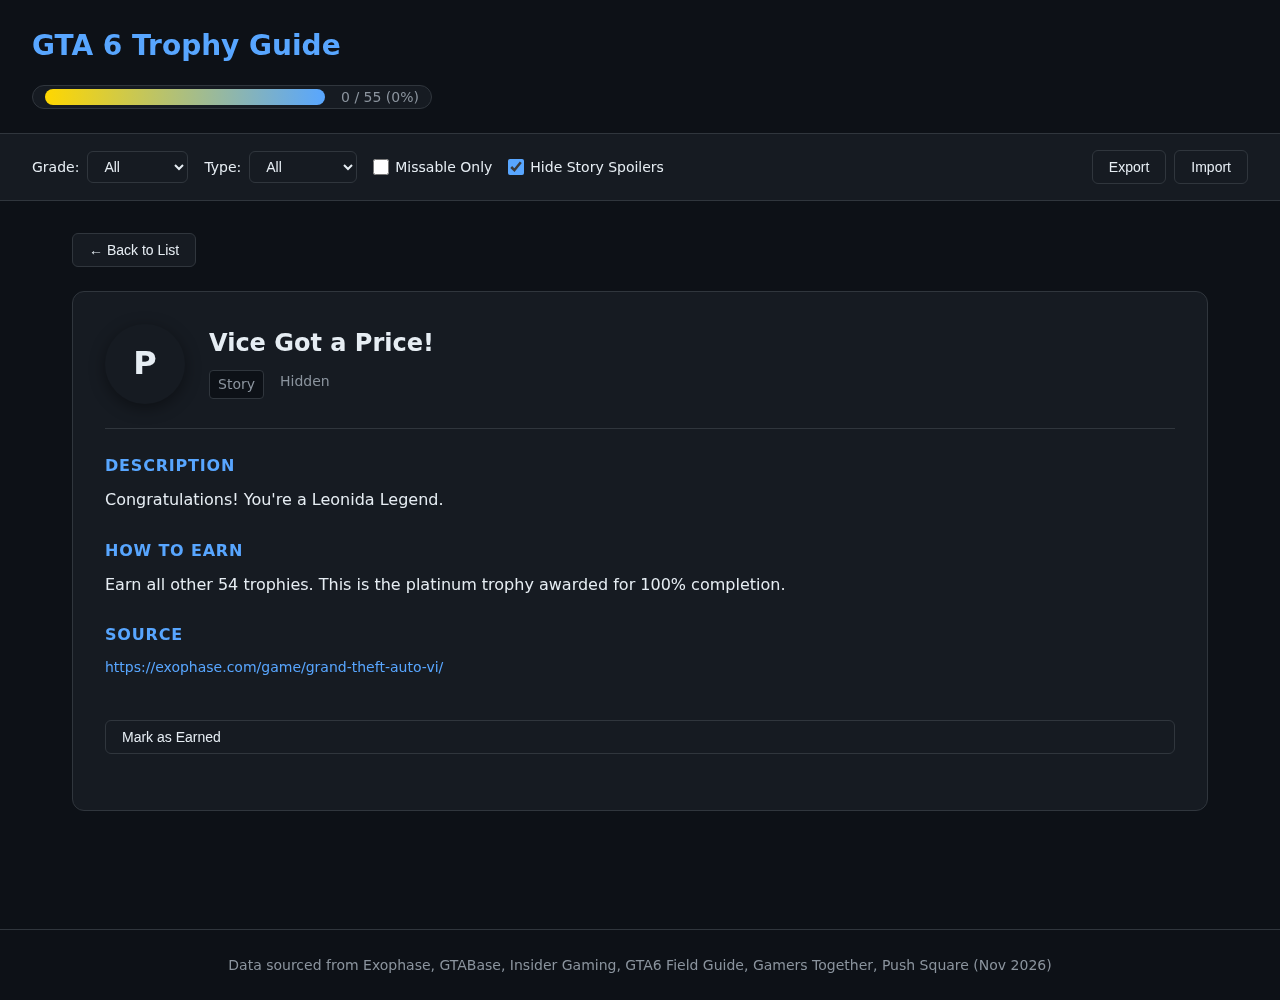 GTA 6 Trophy Guide
0 / 55 (0%)
Grade: All Type: All Missable Only Hide Story Spoilers Export Import
← Back to List
P
Vice Got a Price!
Story Hidden
DESCRIPTION
Congratulations! You're a Leonida Legend.
HOW TO EARN
Earn all other 54 trophies. This is the platinum trophy awarded for 100% completion.
SOURCE
https://exophase.com/game/grand-theft-auto-vi/
Mark as Earned
Data sourced from Exophase, GTABase, Insider Gaming, GTA6 Field Guide, Gamers Together, Push Square (Nov 2026)